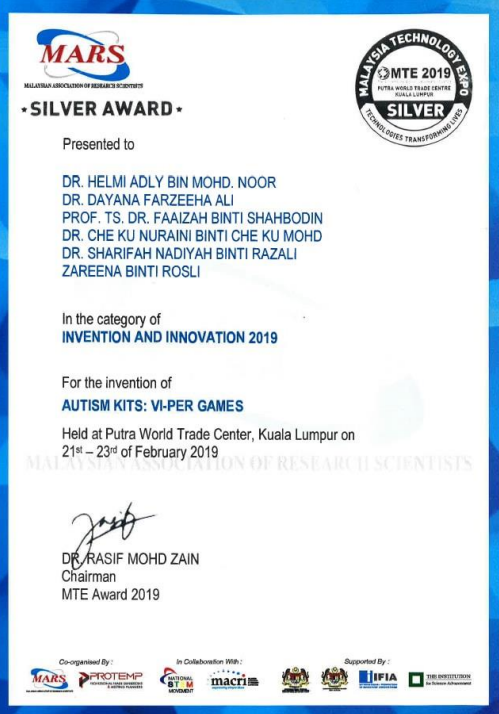 MARS
MALAYSIAN ASSOCIATION OF RESEARCH SCIENTISTS
SILVER AWARD
MALAYSIA TECHNOLOGY EXPO
MTE 2019
PUTRA WORLD TRADE CENTRE
KUALA LUMPUR
SILVER
TECHNOLOGIES TRANSFORMING LIVES
Presented to
DR. HELMI ADLY BIN MOHD. NOOR
DR. DAYANA FARZEEHA ALI
PROF. TS. DR. FAAIZAH BINTI SHAHBODIN
DR. CHE KU NURAINI BINTI CHE KU MOHD
DR. SHARIFAH NADIYAH BINTI RAZALI
ZAREENA BINTI ROSLI
In the category of
INVENTION AND INNOVATION 2019
For the invention of
AUTISM KITS: VI-PER GAMES
Held at Putra World Trade Center, Kuala Lumpur on
21st – 23rd of February 2019
MALAYSIAN ASSOCIATION OF RESEARCH SCIENTISTS
DR. RASIF MOHD ZAIN
Chairman
MTE Award 2019
Co-organised By :
In Collaboration With :
Supported By :
MARS
PROTEMP
NATIONAL
STEM
MOVEMENT
macri
IFIA
THE INSTITUTION